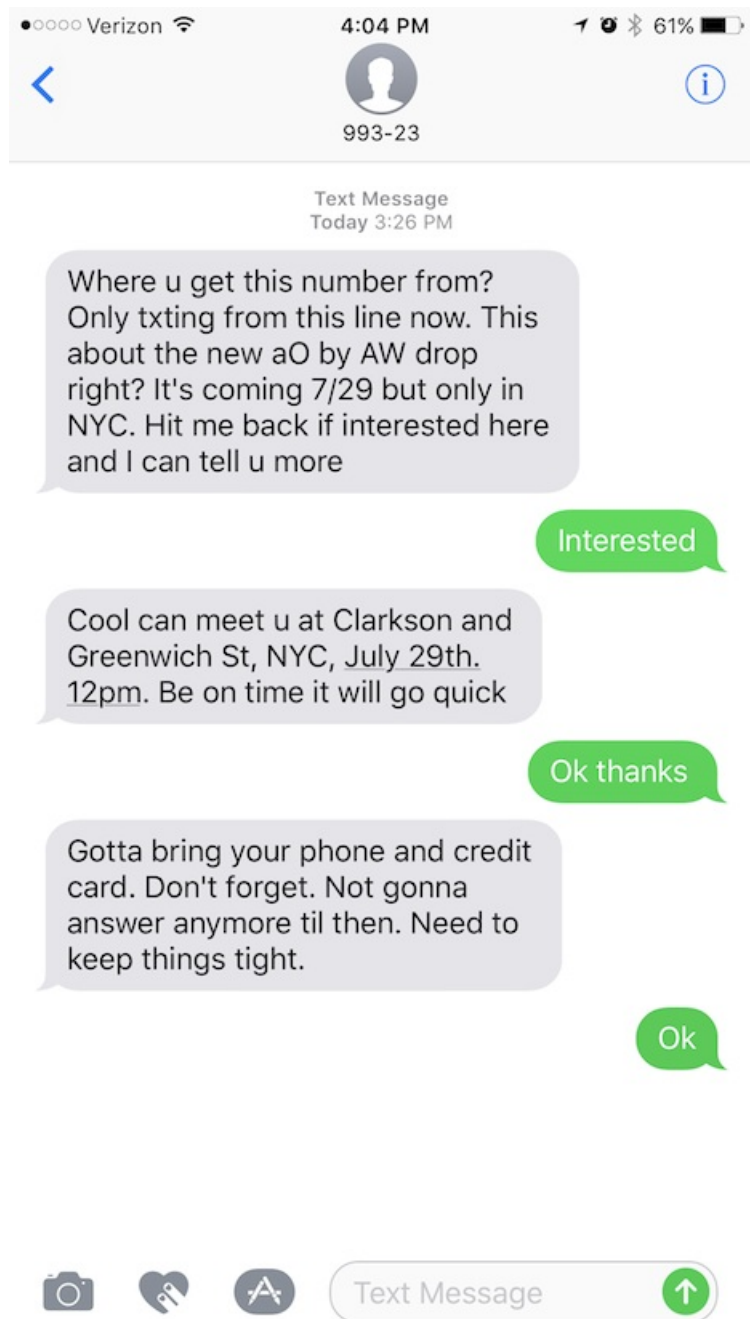 Verizon 4:04 PM 61%
993-23
Text Message
Today 3:26 PM
Where u get this number from?
Only txting from this line now. This
about the new aO by AW drop
right? It's coming 7/29 but only in
NYC. Hit me back if interested here
and I can tell u more
Interested
Cool can meet u at Clarkson and
Greenwich St, NYC, July 29th.
12pm. Be on time it will go quick
Ok thanks
Gotta bring your phone and credit
card. Don't forget. Not gonna
answer anymore til then. Need to
keep things tight.
Ok
Text Message